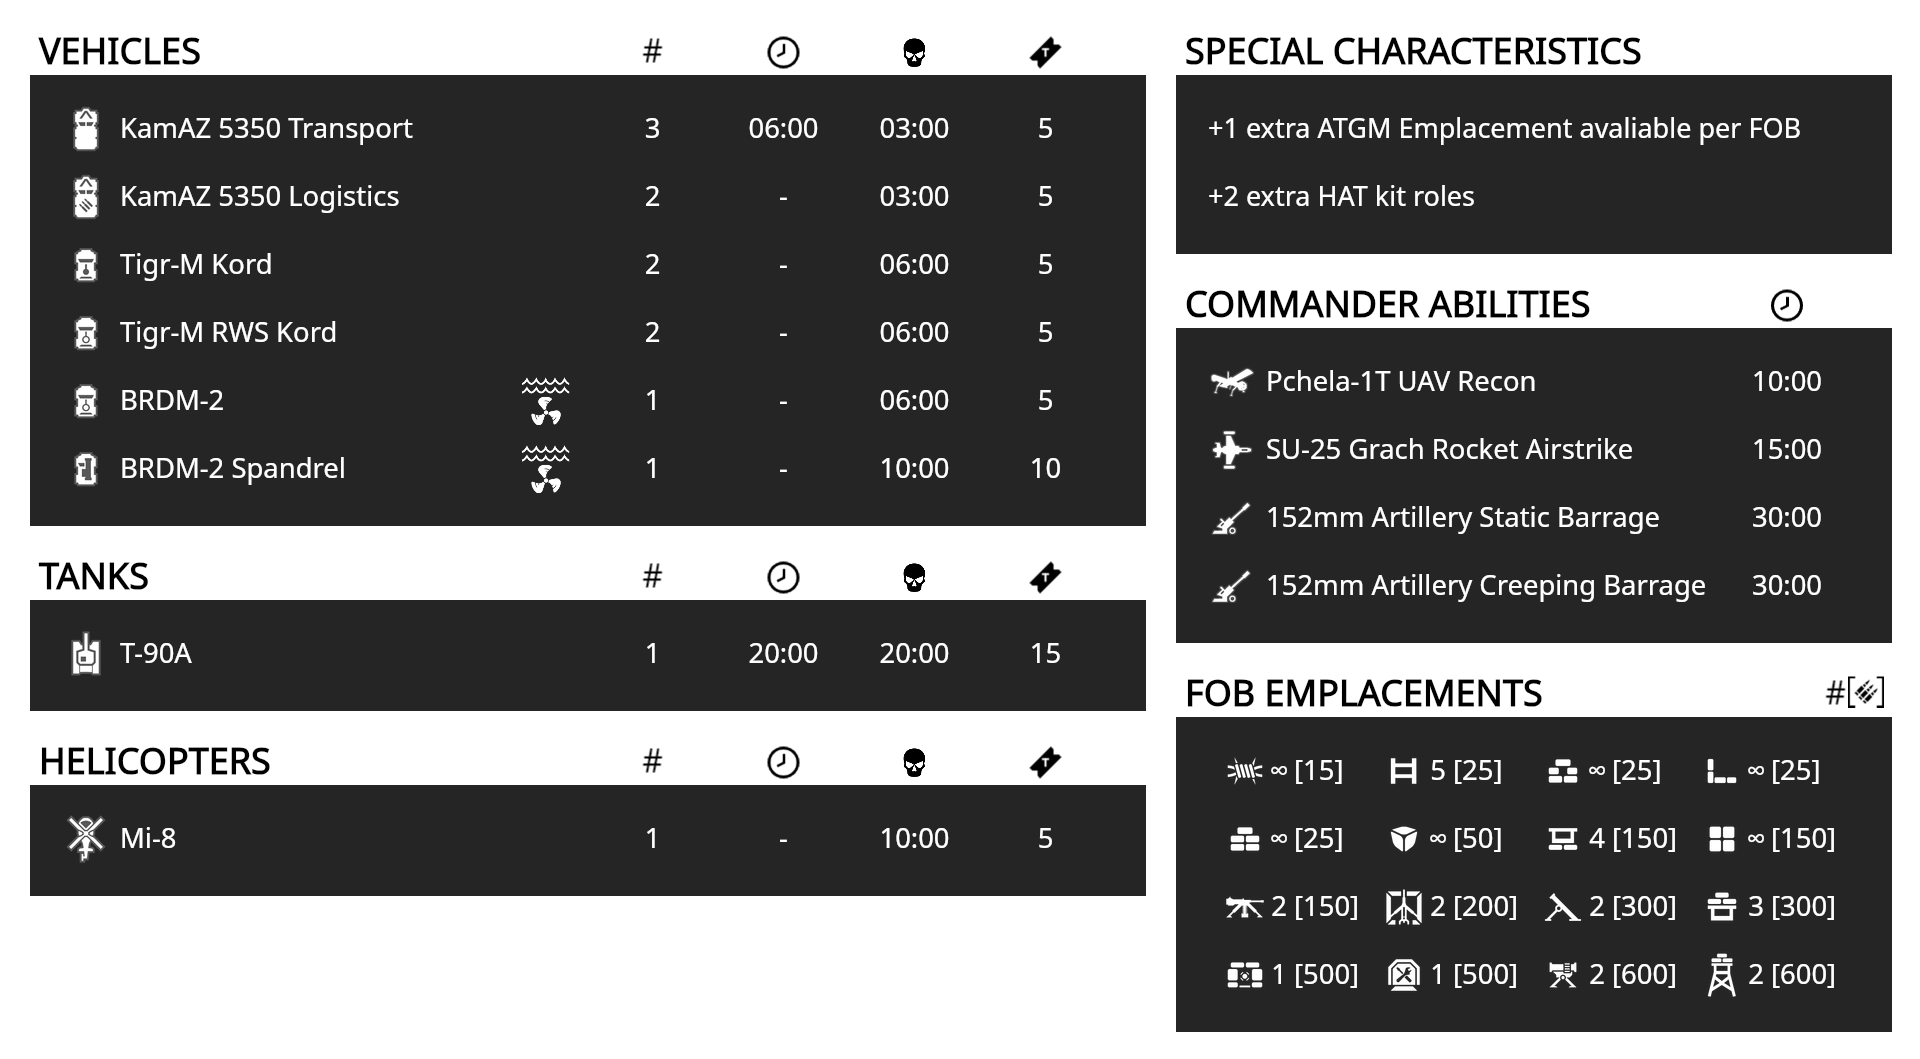 VEHICLES #
KamAZ 5350 Transport 3 06:00 03:00 5
KamAZ 5350 Logistics 2 - 03:00 5
Tigr-M Kord 2 - 06:00 5
Tigr-M RWS Kord 2 - 06:00 5
BRDM-2 1 - 06:00 5
BRDM-2 Spandrel 1 - 10:00 10
TANKS #
T-90A 1 20:00 20:00 15
HELICOPTERS #
Mi-8 1 - 10:00 5
SPECIAL CHARACTERISTICS
+1 extra ATGM Emplacement avaliable per FOB
+2 extra HAT kit roles
COMMANDER ABILITIES
Pchela-1T UAV Recon 10:00
SU-25 Grach Rocket Airstrike 15:00
152mm Artillery Static Barrage 30:00
152mm Artillery Creeping Barrage 30:00
FOB EMPLACEMENTS #[]
∞ [15] 5 [25] ∞ [25] ∞ [25]
∞ [25] ∞ [50] 4 [150] ∞ [150]
2 [150] 2 [200] 2 [300] 3 [300]
1 [500] 1 [500] 2 [600] 2 [600]